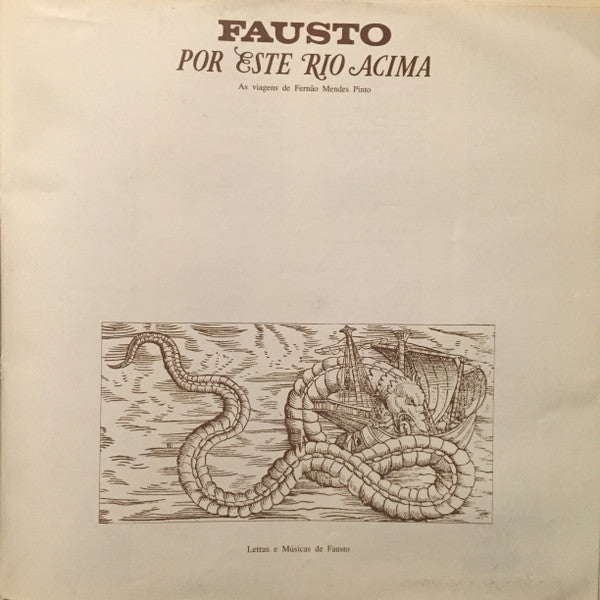 FAUSTO
POR ESTE RIO ACIMA
As viagens de Fernão Mendes Pinto
Letras e Músicas de Fausto